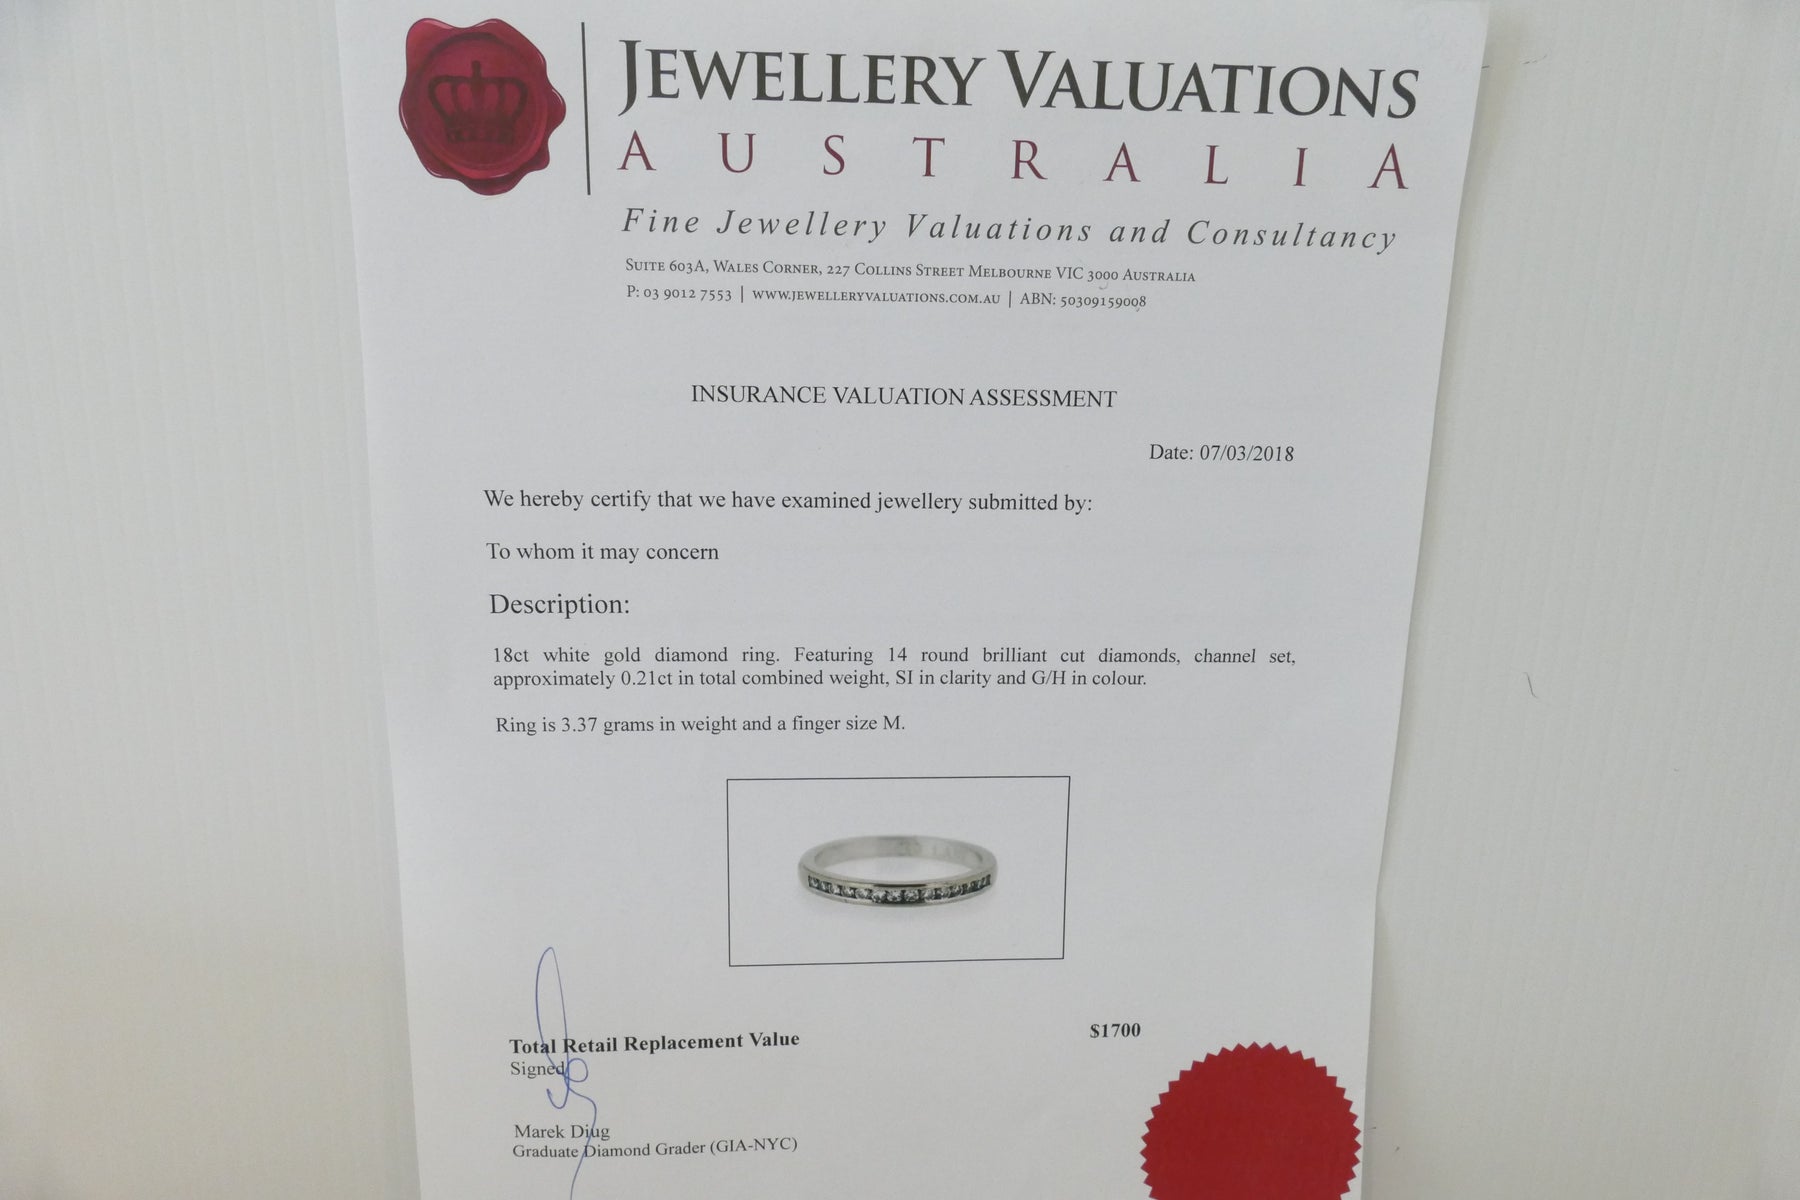 JEWELLERY VALUATIONS
AUSTRALIA
Fine Jewellery Valuations and Consultancy
SUITE 603A, WALES CORNER, 227 COLLINS STREET MELBOURNE VIC 3000 AUSTRALIA
P: 03 9012 7553 | WWW.JEWELLERYVALUATIONS.COM.AU | ABN: 50309159008
INSURANCE VALUATION ASSESSMENT
Date: 07/03/2018
We hereby certify that we have examined jewellery submitted by:
To whom it may concern
Description:
18ct white gold diamond ring. Featuring 14 round brilliant cut diamonds, channel set,
approximately 0.21ct in total combined weight, SI in clarity and G/H in colour.
Ring is 3.37 grams in weight and a finger size M.
Total Retail Replacement Value $1700
Signed
Marek Diug
Graduate Diamond Grader (GIA-NYC)